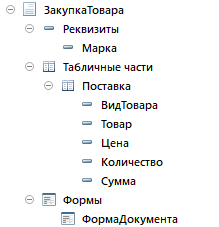 ЗакупкаТовара
Реквизиты
Марка
Табличные части
Поставка
ВидТовара
Товар
Цена
Количество
Сумма
Формы
ФормаДокумента